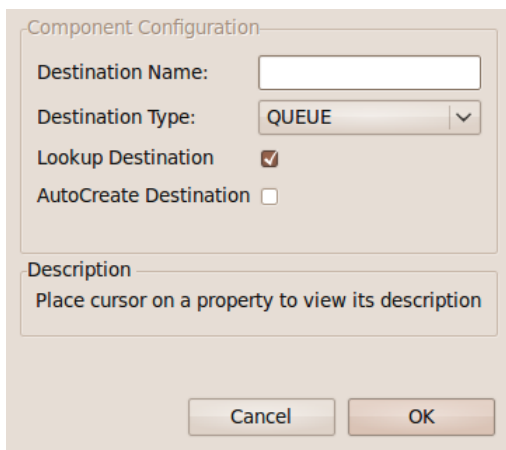 Component Configuration
Destination Name:
Destination Type: QUEUE
Lookup Destination
AutoCreate Destination
Description
Place cursor on a property to view its description
Cancel OK